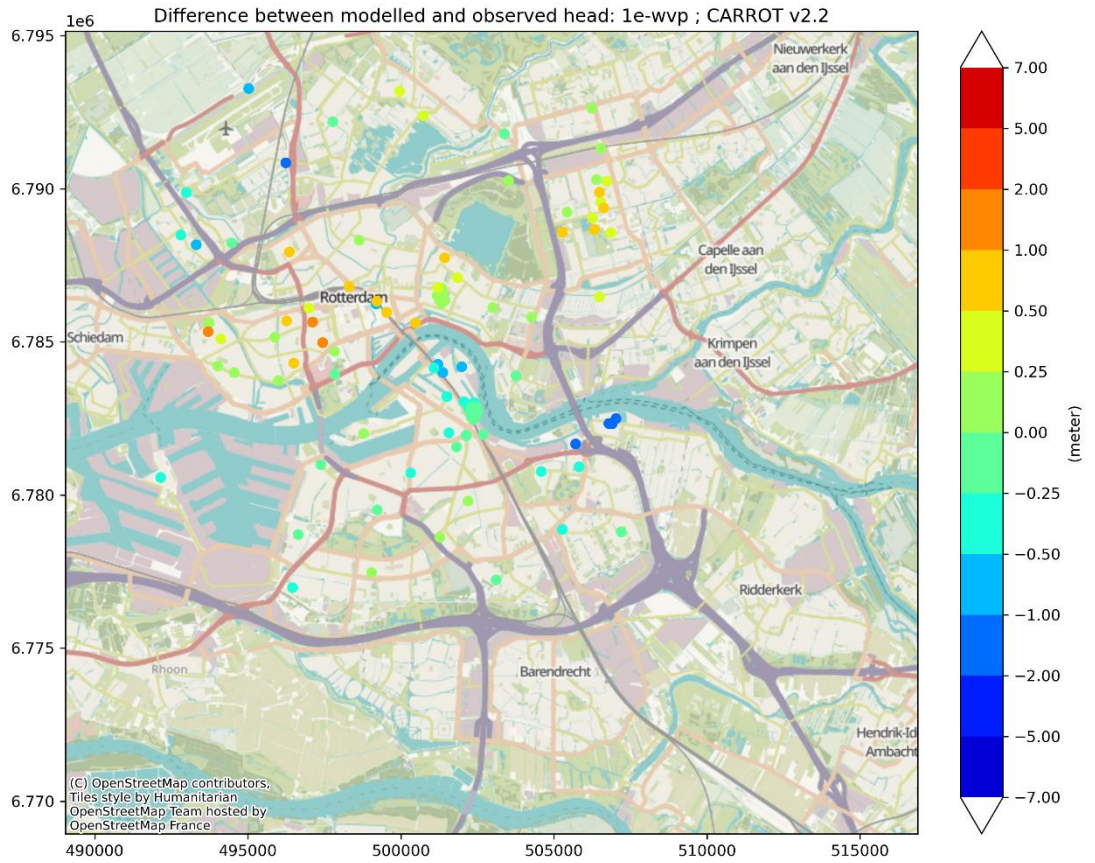 Difference between modelled and observed head: 1e-wvp ; CARROT v2.2
1e6
6.795
6.790
6.785
6.780
6.775
6.770
490000
495000
500000
505000
510000
515000
Nieuwerkerk
aan den IJssel
Capelle aan
den IJssel
Rotterdam
Schiedam
Krimpen
aan den IJssel
Ridderkerk
Rhoon
Barendrecht
Hendrik-Id
Ambacht
(C) OpenStreetMap contributors,
Tiles style by Humanitarian
OpenStreetMap Team hosted by
OpenStreetMap France
7.00
5.00
2.00
1.00
0.50
0.25
0.00
−0.25
−0.50
−1.00
−2.00
−5.00
−7.00
(meter)